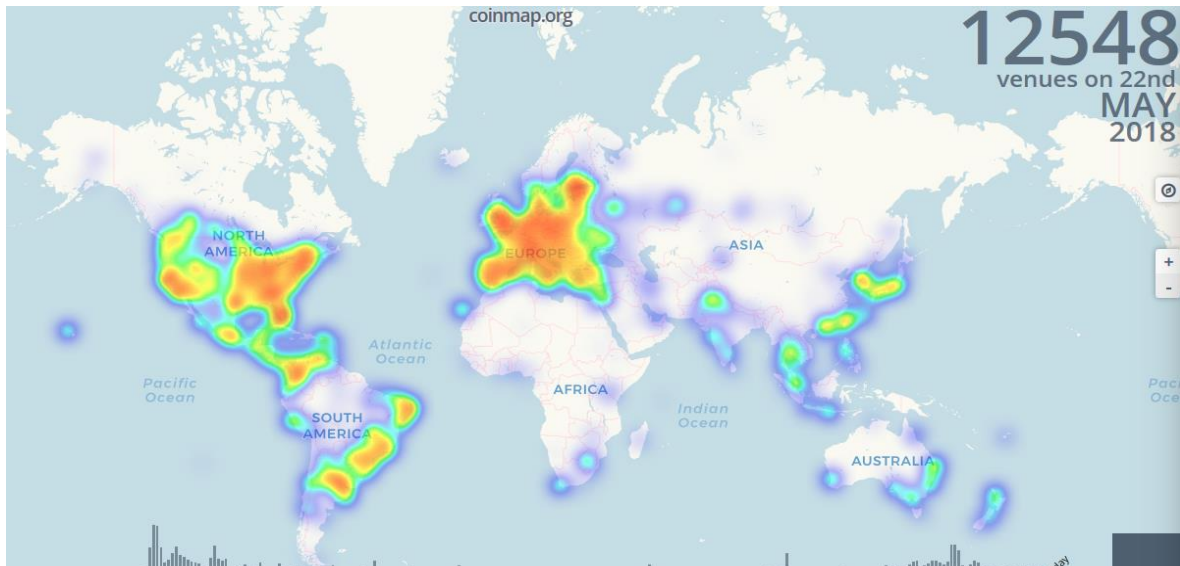 coinmap.org
12548
venues on 22nd
MAY
2018
NORTH
AMERICA
EUROPE
ASIA
+
-
Atlantic
Ocean
Pacific
Ocean
AFRICA
Indian
Ocean
SOUTH
AMERICA
AUSTRALIA